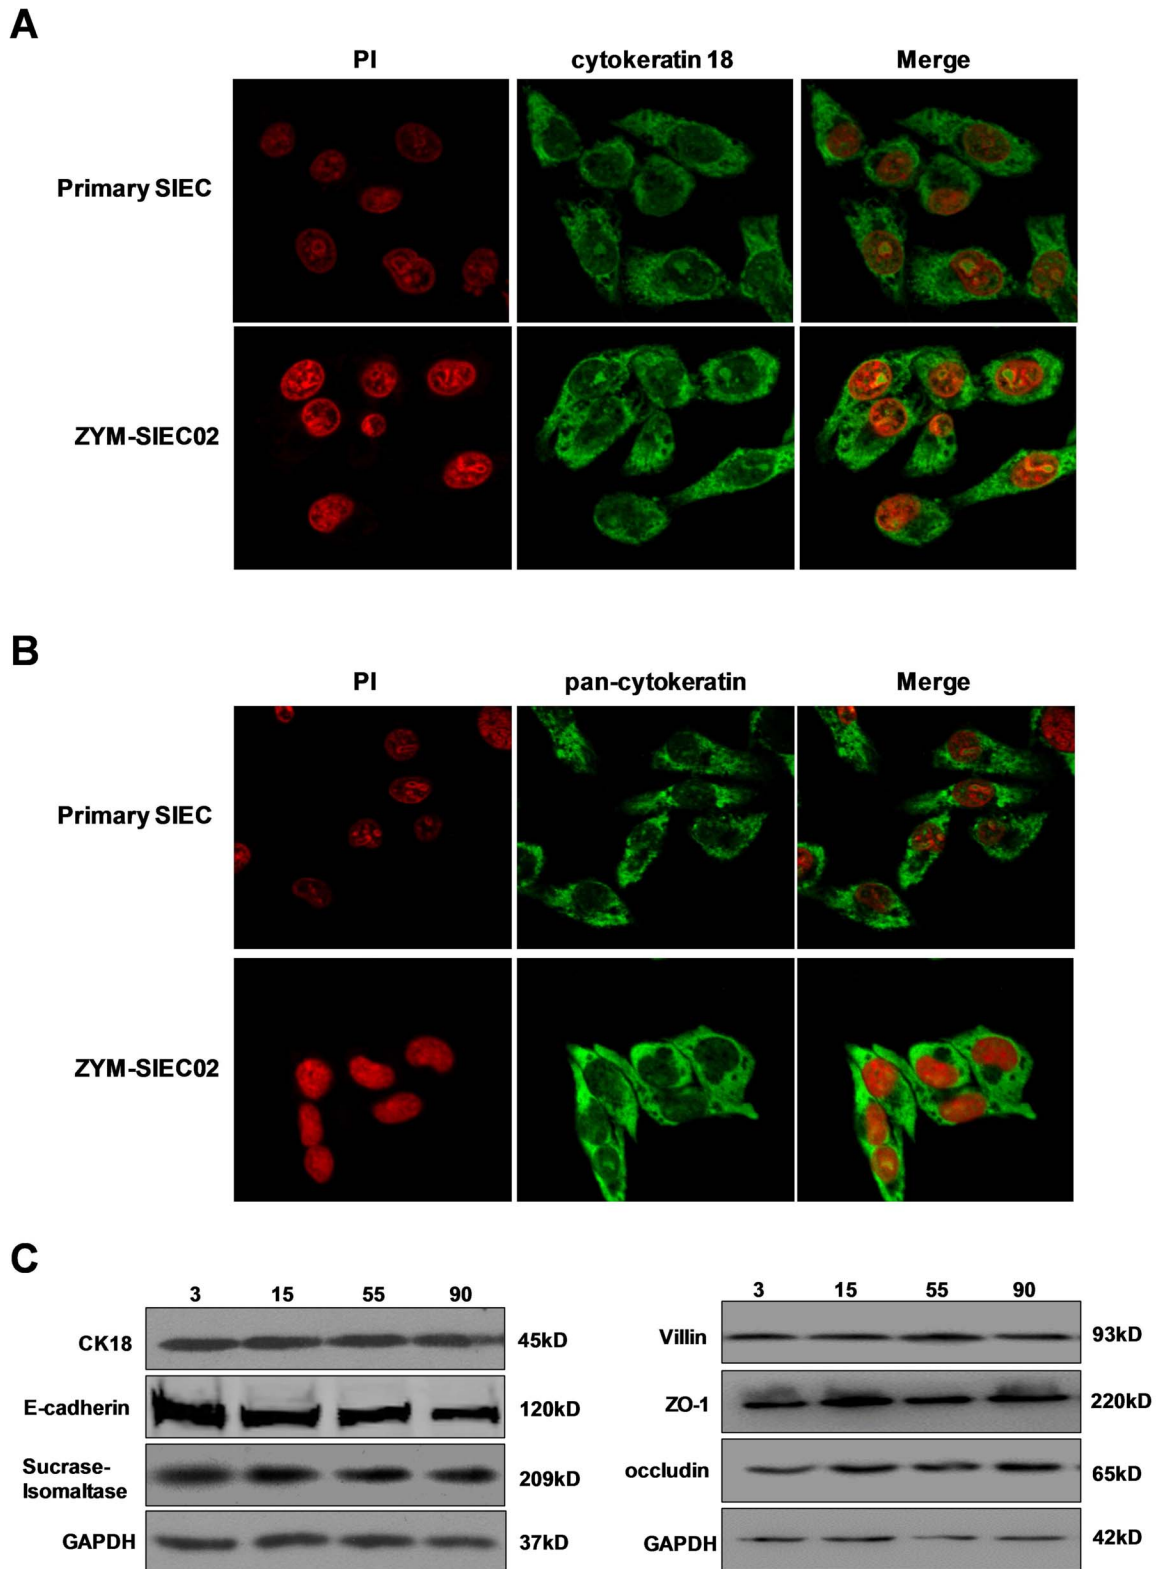 A
PI cytokeratin 18 Merge
Primary SIEC
ZYM-SIEC02
B
PI pan-cytokeratin Merge
Primary SIEC
ZYM-SIEC02
C
3 15 55 90
CK18 45kD
E-cadherin 120kD
Sucrase-
Isomaltase 209kD
GAPDH 37kD
3 15 55 90
Villin 93kD
ZO-1 220kD
occludin 65kD
GAPDH 42kD